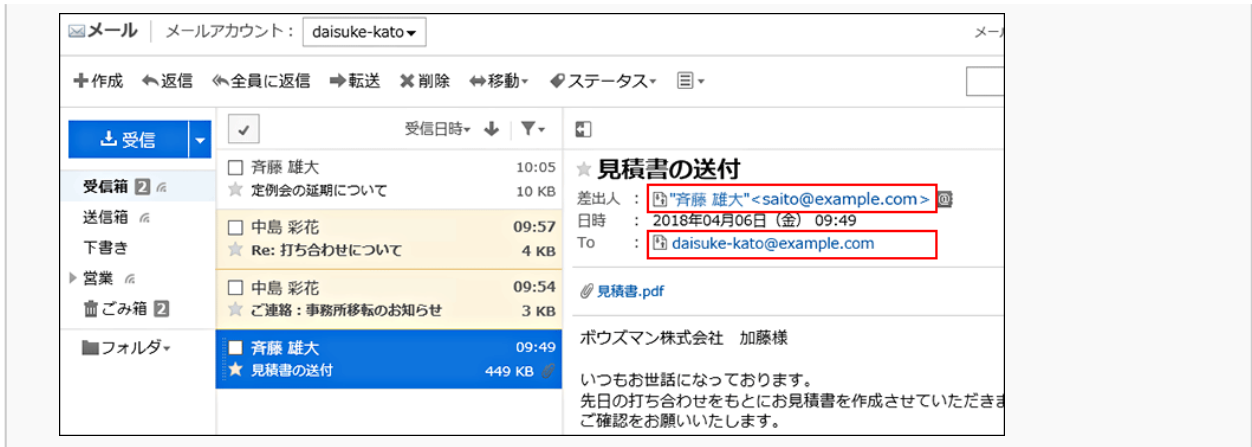 メール メールアカウント： daisuke-kato メー
作成 返信 全員に返信 転送 削除 移動 ステータス
受信 受信日時
受信箱 2
送信箱
下書き
営業
ごみ箱 2
フォルダ
斉藤 雄大 10:05
定例会の延期について 10 KB
中島 彩花 09:57
Re: 打ち合わせについて 4 KB
中島 彩花 09:54
ご連絡：事務所移転のお知らせ 3 KB
斉藤 雄大 09:49
見積書の送付 449 KB
見積書の送付
差出人 ： "斉藤 雄大"<saito@example.com> @
日時 ： 2018年04月06日（金） 09:49
To ： daisuke-kato@example.com
見積書.pdf
ボウズマン株式会社　加藤様
いつもお世話になっております。
先日の打ち合わせをもとにお見積書を作成させていただきま
ご確認をお願いいたします。